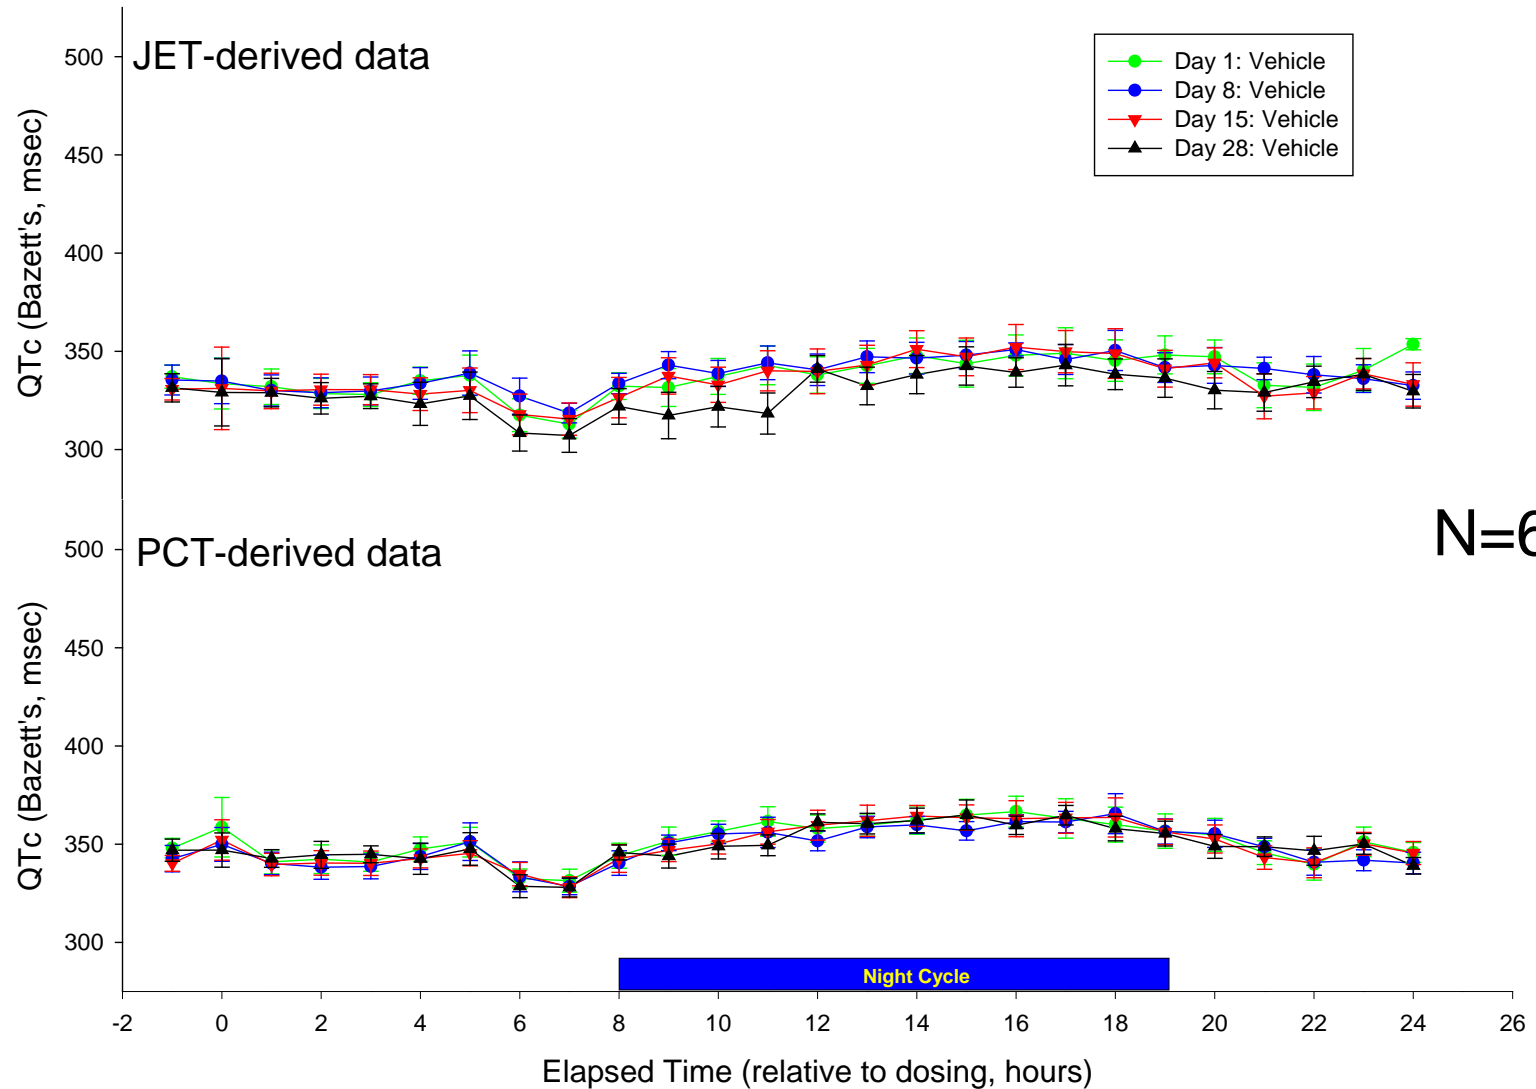 JET-derived data
Day 1: Vehicle
Day 8: Vehicle
Day 15: Vehicle
Day 28: Vehicle
500
450
400
350
300
QTc (Bazett's, msec)
N=6
PCT-derived data
500
450
400
350
300
QTc (Bazett's, msec)
Night Cycle
-2 0 2 4 6 8 10 12 14 16 18 20 22 24 26
Elapsed Time (relative to dosing, hours)